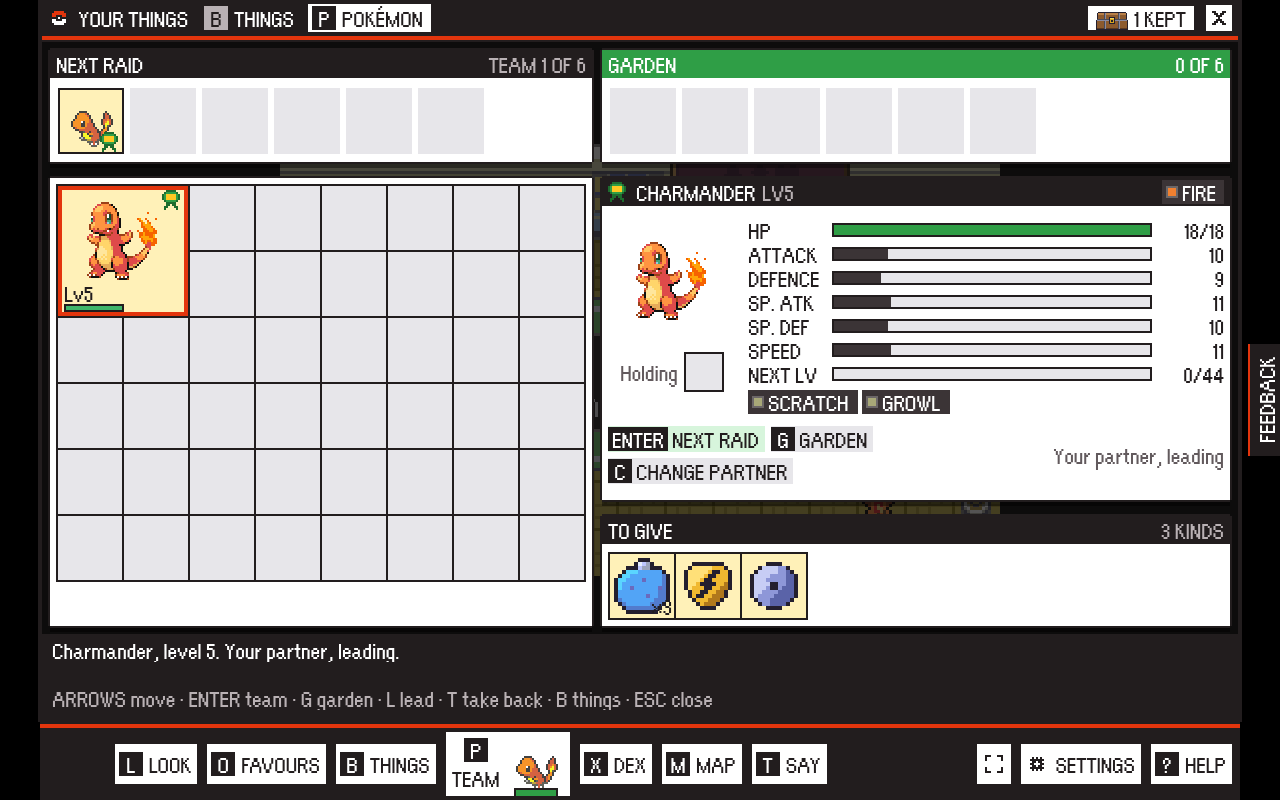 YOUR THINGS B THINGS P POKÉMON 1 KEPT X
NEXT RAID TEAM 1 OF 6
GARDEN 0 OF 6
Lv5
CHARMANDER LV5 FIRE
HP 18/18
ATTACK 10
DEFENCE 9
SP. ATK 11
SP. DEF 10
SPEED 11
NEXT LV 0/44
Holding
SCRATCH GROWL
ENTER NEXT RAID G GARDEN
C CHANGE PARTNER
Your partner, leading
TO GIVE 3 KINDS
FEEDBACK
Charmander, level 5. Your partner, leading.
ARROWS move · ENTER team · G garden · L lead · T take back · B things · ESC close
L LOOK O FAVOURS B THINGS P TEAM X DEX M MAP T SAY SETTINGS ? HELP